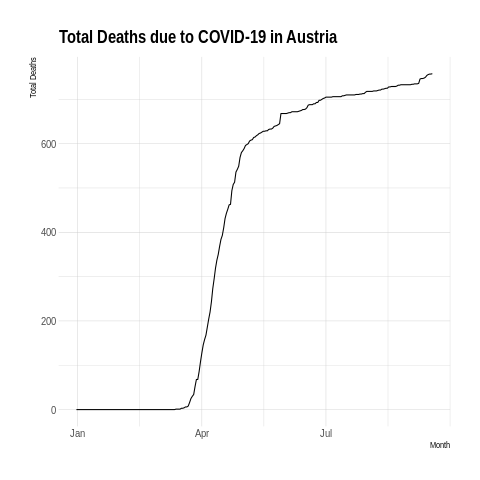 Total Deaths due to COVID-19 in Austria
Total Deaths
600
400
200
0
Jan Apr Jul
Month